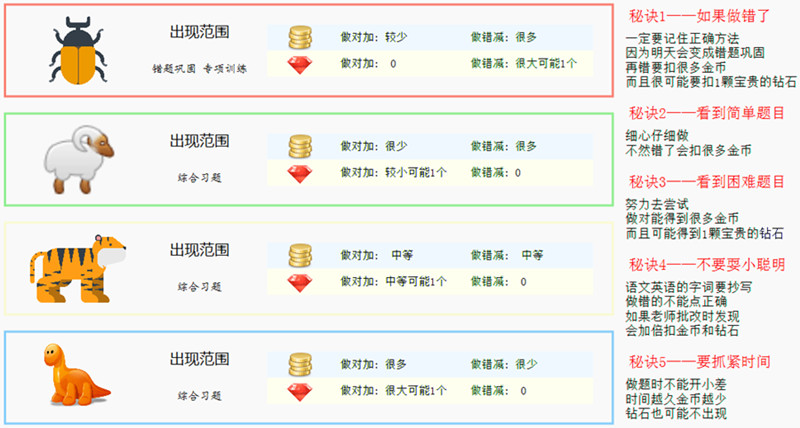 出现范围
错题巩固 专项训练
做对加: 较少 做错减: 很多
做对加: 0 做错减: 很大可能1个
出现范围
综合习题
做对加: 很少 做错减: 很多
做对加: 较小可能1个 做错减: 0
出现范围
综合习题
做对加: 中等 做错减: 中等
做对加: 中等可能1个 做错减: 0
出现范围
综合习题
做对加: 很多 做错减: 很少
做对加: 很大可能1个 做错减: 0
秘诀1——如果做错了
一定要记住正确方法
因为明天会变成错题巩固
再错要扣很多金币
而且很可能要扣1颗宝贵的钻石
秘诀2——看到简单题目
细心仔细做
不然错了会扣很多金币
秘诀3——看到困难题目
努力去尝试
做对能得到很多金币
而且可能得到1颗宝贵的钻石
秘诀4——不要耍小聪明
语文英语的字词要抄写
做错的不能点正确
如果老师批改时发现
会加倍扣金币和钻石
秘诀5——要抓紧时间
做题时不能开小差
时间越久金币越少
钻石也可能不出现